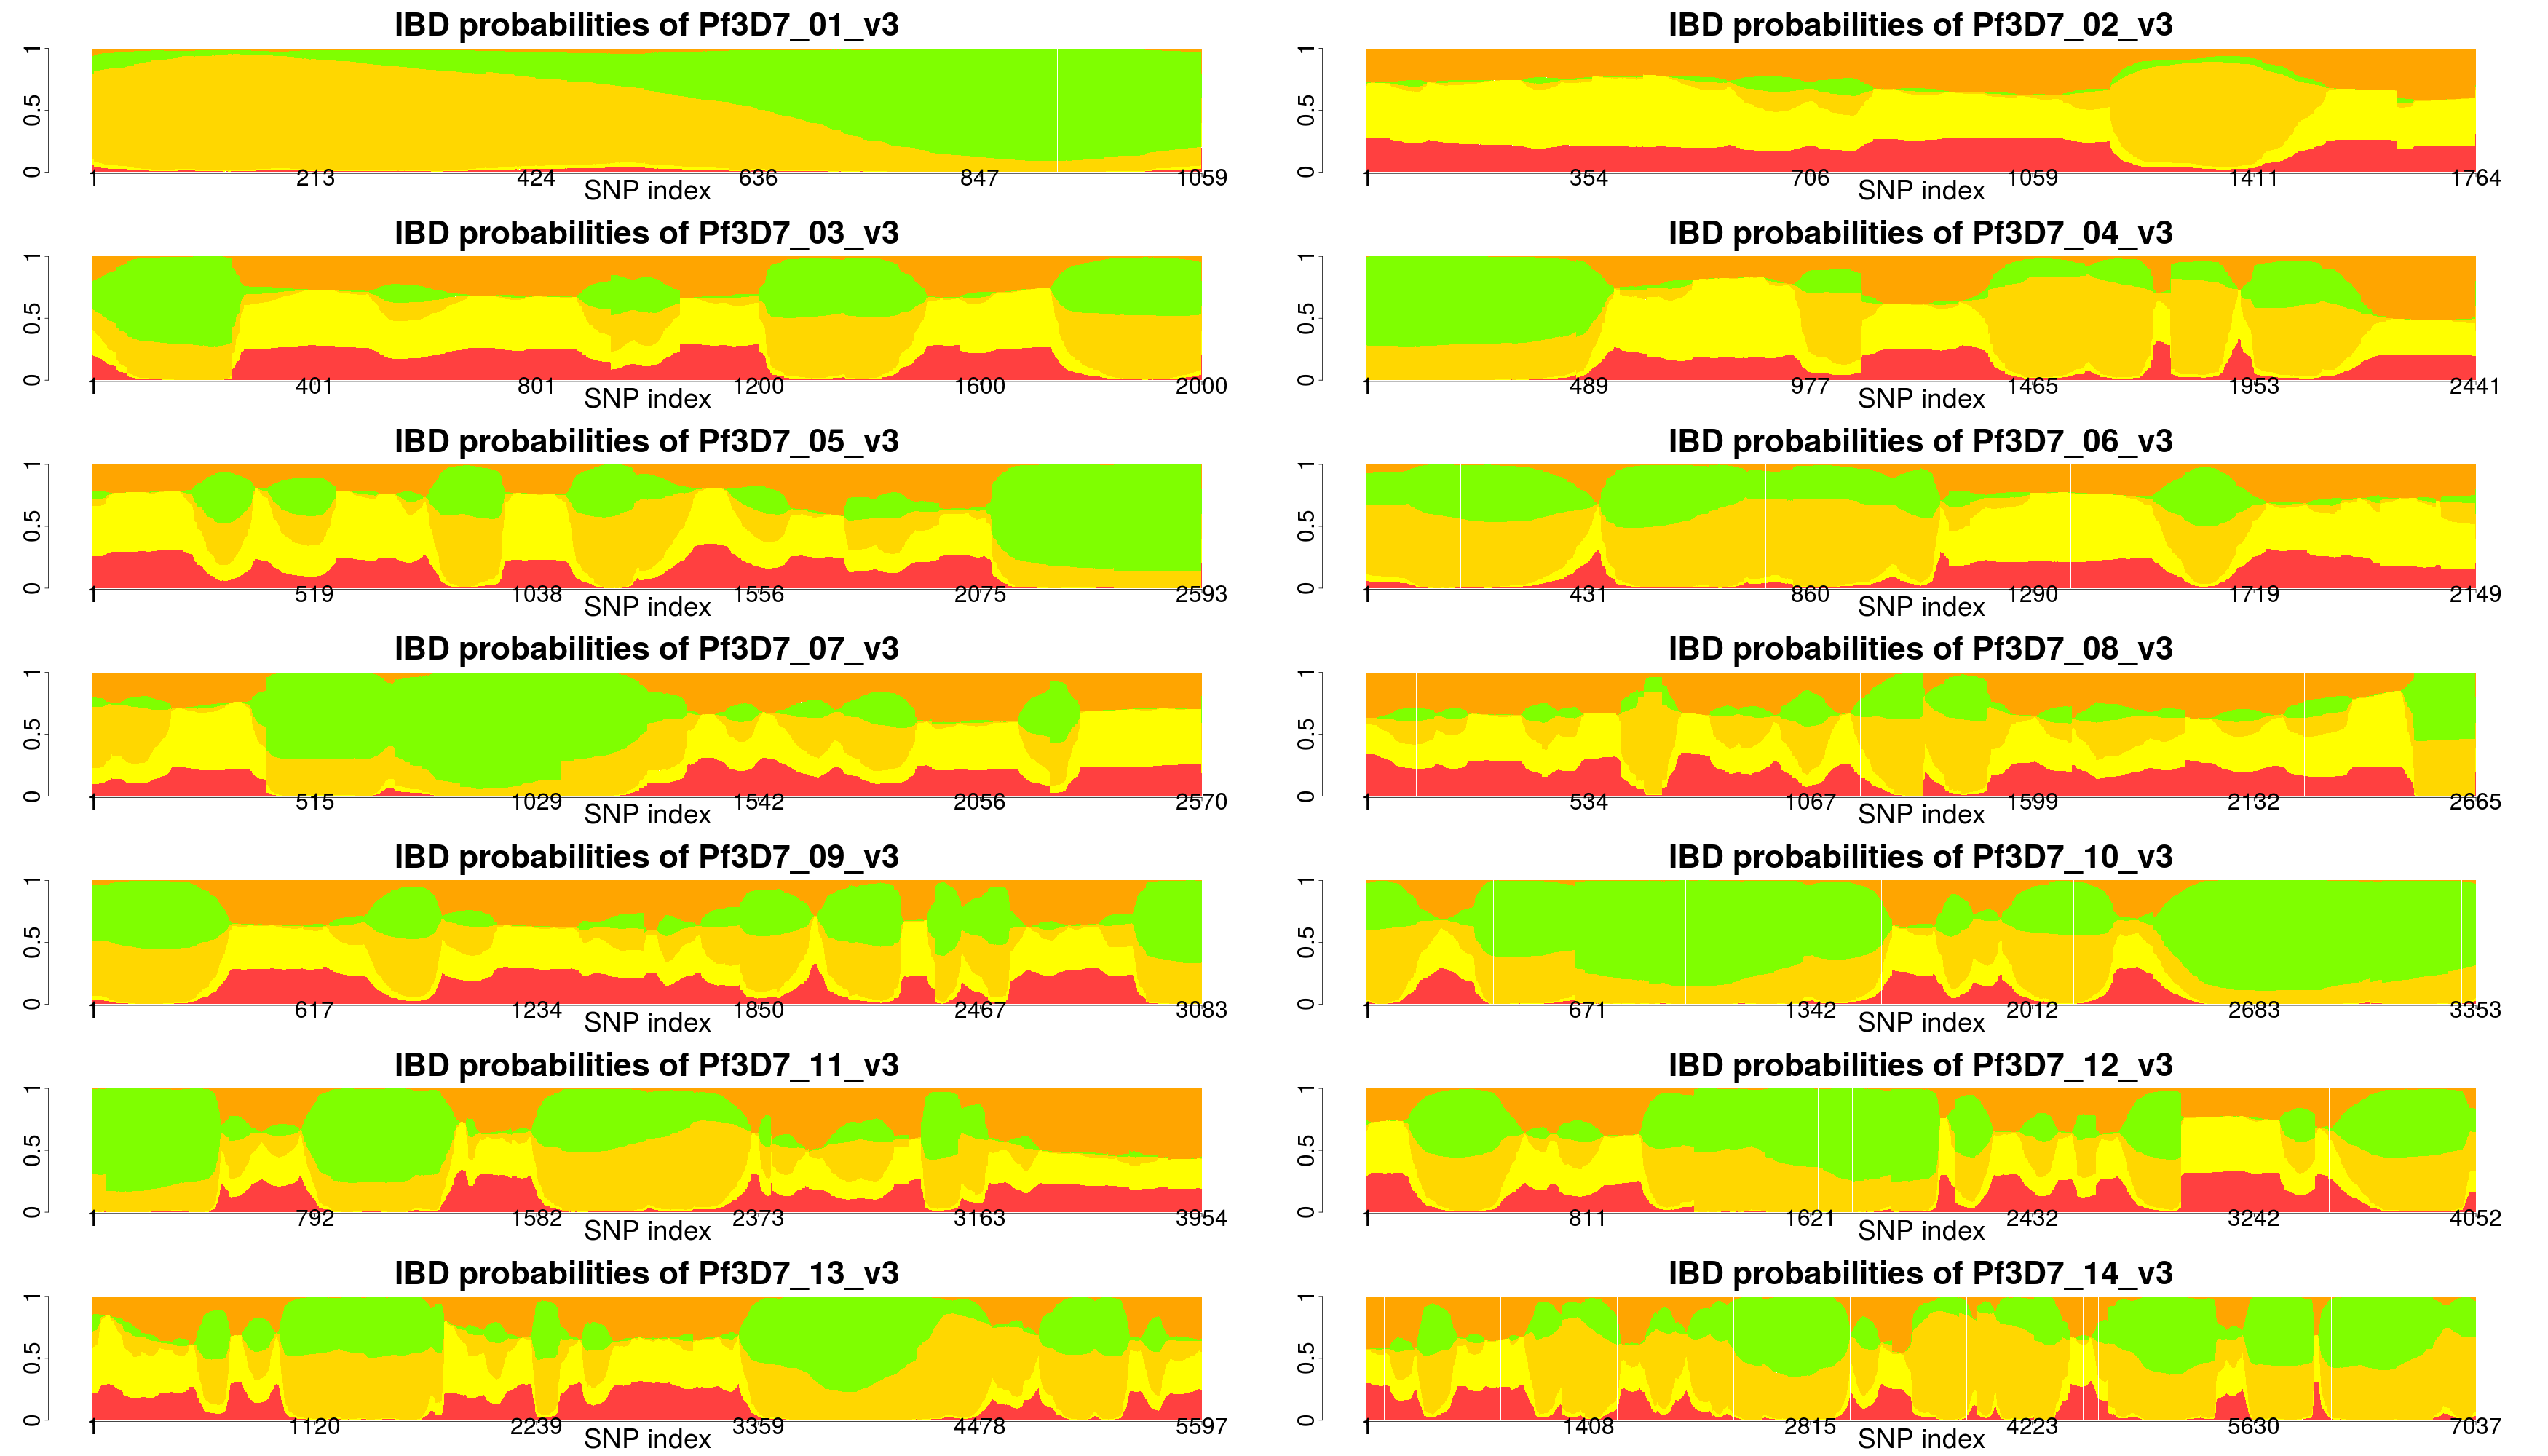 IBD probabilities of Pf3D7_01_v3
1
0.5
0
1 213 424 636 847 1059
SNP index
IBD probabilities of Pf3D7_02_v3
1
0.5
0
1 354 706 1059 1411 1764
SNP index
IBD probabilities of Pf3D7_03_v3
1
0.5
0
1 401 801 1200 1600 2000
SNP index
IBD probabilities of Pf3D7_04_v3
1
0.5
0
1 489 977 1465 1953 2441
SNP index
IBD probabilities of Pf3D7_05_v3
1
0.5
0
1 519 1038 1556 2075 2593
SNP index
IBD probabilities of Pf3D7_06_v3
1
0.5
0
1 431 860 1290 1719 2149
SNP index
IBD probabilities of Pf3D7_07_v3
1
0.5
0
1 515 1029 1542 2056 2570
SNP index
IBD probabilities of Pf3D7_08_v3
1
0.5
0
1 534 1067 1599 2132 2665
SNP index
IBD probabilities of Pf3D7_09_v3
1
0.5
0
1 617 1234 1850 2467 3083
SNP index
IBD probabilities of Pf3D7_10_v3
1
0.5
0
1 671 1342 2012 2683 3353
SNP index
IBD probabilities of Pf3D7_11_v3
1
0.5
0
1 792 1582 2373 3163 3954
SNP index
IBD probabilities of Pf3D7_12_v3
1
0.5
0
1 811 1621 2432 3242 4052
SNP index
IBD probabilities of Pf3D7_13_v3
1
0.5
0
1 1120 2239 3359 4478 5597
SNP index
IBD probabilities of Pf3D7_14_v3
1
0.5
0
1 1408 2815 4223 5630 7037
SNP index